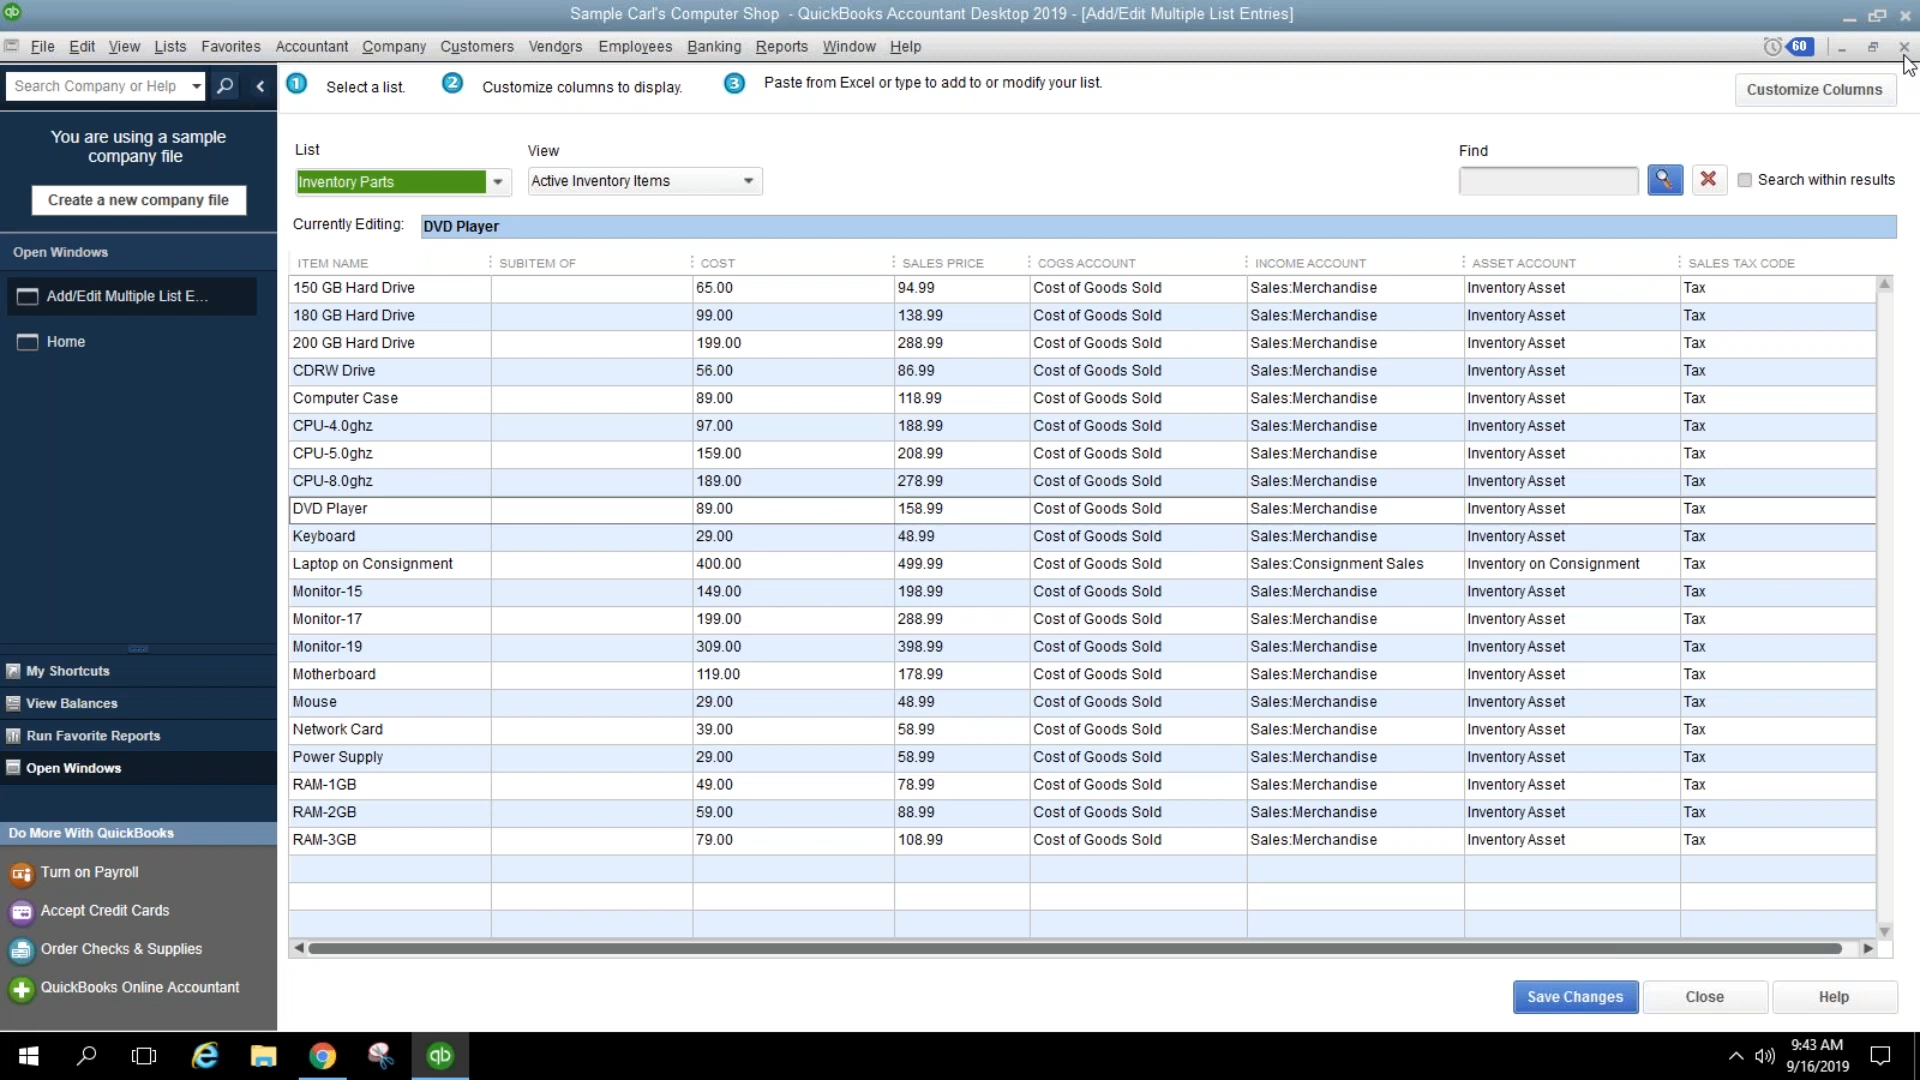 qb
Sample Carl's Computer Shop - QuickBooks Accountant Desktop 2019 - [Add/Edit Multiple List Entries]
File Edit View Lists Favorites Accountant Company Customers Vendors Employees Banking Reports Window Help 60
Search Company or Help
1 Select a list. 2 Customize columns to display. 3 Paste from Excel or type to add to or modify your list. Customize Columns
You are using a sample
company file
Create a new company file
Open Windows
Add/Edit Multiple List E...
Home
My Shortcuts
View Balances
Run Favorite Reports
Open Windows
Do More With QuickBooks
Turn on Payroll
Accept Credit Cards
Order Checks & Supplies
QuickBooks Online Accountant
List View Find
Inventory Parts Active Inventory Items Search within results
Currently Editing: DVD Player
ITEM NAME SUBITEM OF COST SALES PRICE COGS ACCOUNT INCOME ACCOUNT ASSET ACCOUNT SALES TAX CODE
150 GB Hard Drive 65.00 94.99 Cost of Goods Sold Sales:Merchandise Inventory Asset Tax
180 GB Hard Drive 99.00 138.99 Cost of Goods Sold Sales:Merchandise Inventory Asset Tax
200 GB Hard Drive 199.00 288.99 Cost of Goods Sold Sales:Merchandise Inventory Asset Tax
CDRW Drive 56.00 86.99 Cost of Goods Sold Sales:Merchandise Inventory Asset Tax
Computer Case 89.00 118.99 Cost of Goods Sold Sales:Merchandise Inventory Asset Tax
CPU-4.0ghz 97.00 188.99 Cost of Goods Sold Sales:Merchandise Inventory Asset Tax
CPU-5.0ghz 159.00 208.99 Cost of Goods Sold Sales:Merchandise Inventory Asset Tax
CPU-8.0ghz 189.00 278.99 Cost of Goods Sold Sales:Merchandise Inventory Asset Tax
DVD Player 89.00 158.99 Cost of Goods Sold Sales:Merchandise Inventory Asset Tax
Keyboard 29.00 48.99 Cost of Goods Sold Sales:Merchandise Inventory Asset Tax
Laptop on Consignment 400.00 499.99 Cost of Goods Sold Sales:Consignment Sales Inventory on Consignment Tax
Monitor-15 149.00 198.99 Cost of Goods Sold Sales:Merchandise Inventory Asset Tax
Monitor-17 199.00 288.99 Cost of Goods Sold Sales:Merchandise Inventory Asset Tax
Monitor-19 309.00 398.99 Cost of Goods Sold Sales:Merchandise Inventory Asset Tax
Motherboard 119.00 178.99 Cost of Goods Sold Sales:Merchandise Inventory Asset Tax
Mouse 29.00 48.99 Cost of Goods Sold Sales:Merchandise Inventory Asset Tax
Network Card 39.00 58.99 Cost of Goods Sold Sales:Merchandise Inventory Asset Tax
Power Supply 29.00 58.99 Cost of Goods Sold Sales:Merchandise Inventory Asset Tax
RAM-1GB 49.00 78.99 Cost of Goods Sold Sales:Merchandise Inventory Asset Tax
RAM-2GB 59.00 88.99 Cost of Goods Sold Sales:Merchandise Inventory Asset Tax
RAM-3GB 79.00 108.99 Cost of Goods Sold Sales:Merchandise Inventory Asset Tax
Save Changes Close Help
qb
9:43 AM
9/16/2019